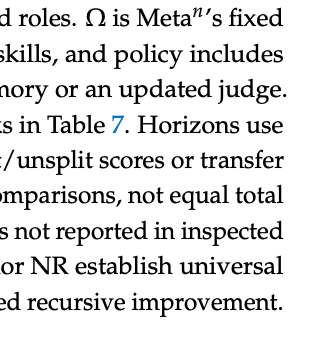 d roles. Ω is Metaⁿ's fixed
skills, and policy includes
mory or an updated judge.
ks in Table 7. Horizons use
t/unsplit scores or transfer
omparisons, not equal total
s not reported in inspected
or NR establish universal
ed recursive improvement.